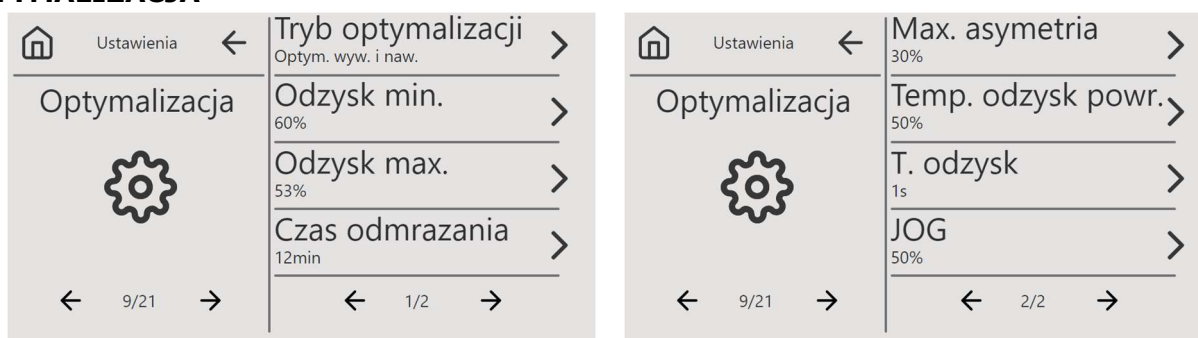 Ustawienia
Optymalizacja
9/21
Tryb optymalizacji
Optym. wyw. i naw.
Odzysk min.
60%
Odzysk max.
53%
Czas odmrazania
12min
1/2
Ustawienia
Optymalizacja
9/21
Max. asymetria
30%
Temp. odzysk powr.
50%
T. odzysk
1s
JOG
50%
2/2